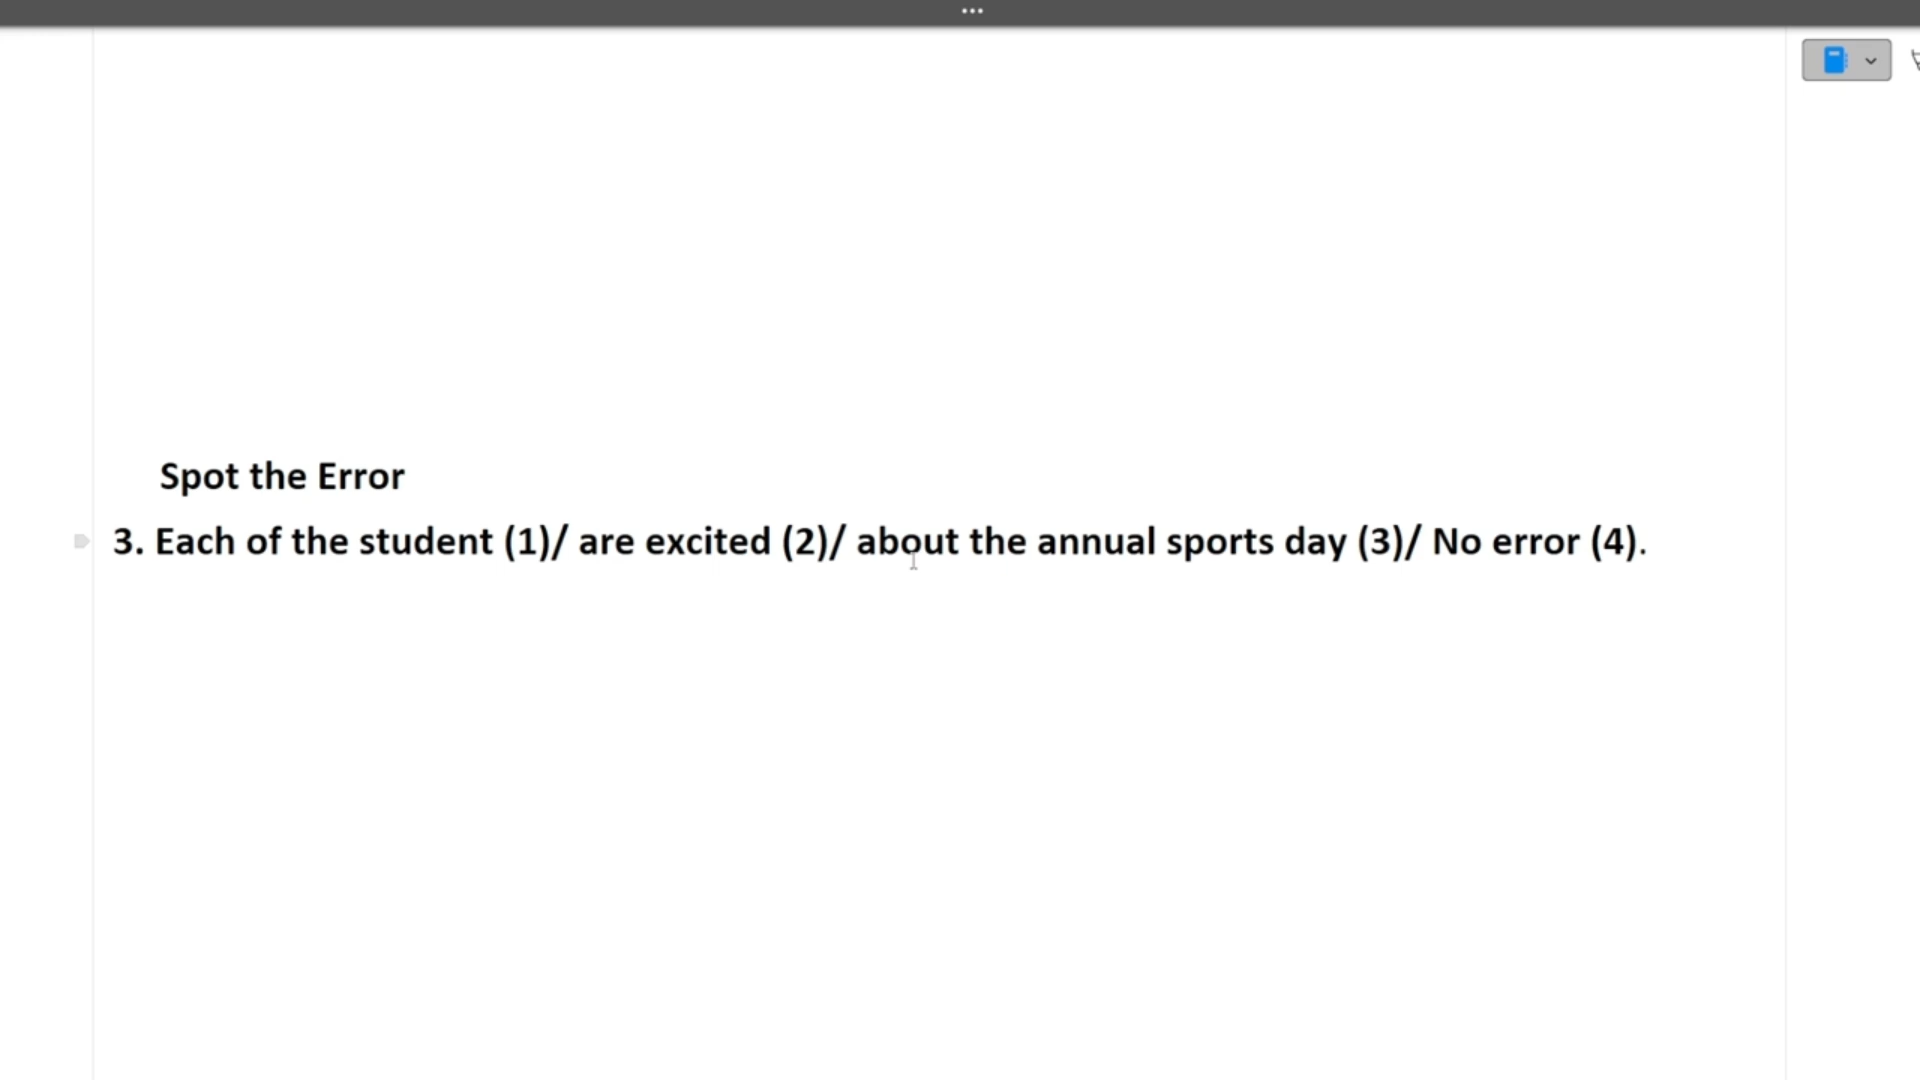 Spot the Error
3. Each of the student (1)/ are excited (2)/ about the annual sports day (3)/ No error (4).